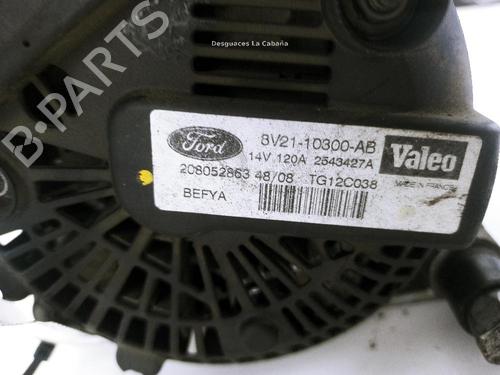 Desguaces La Cabaña
B-PARTS
Ford
8V21-10300-AB
14V 120A 2543427A
Valeo
208052863 48/08 TG12C038
MADE IN FRANCE
BEFYA